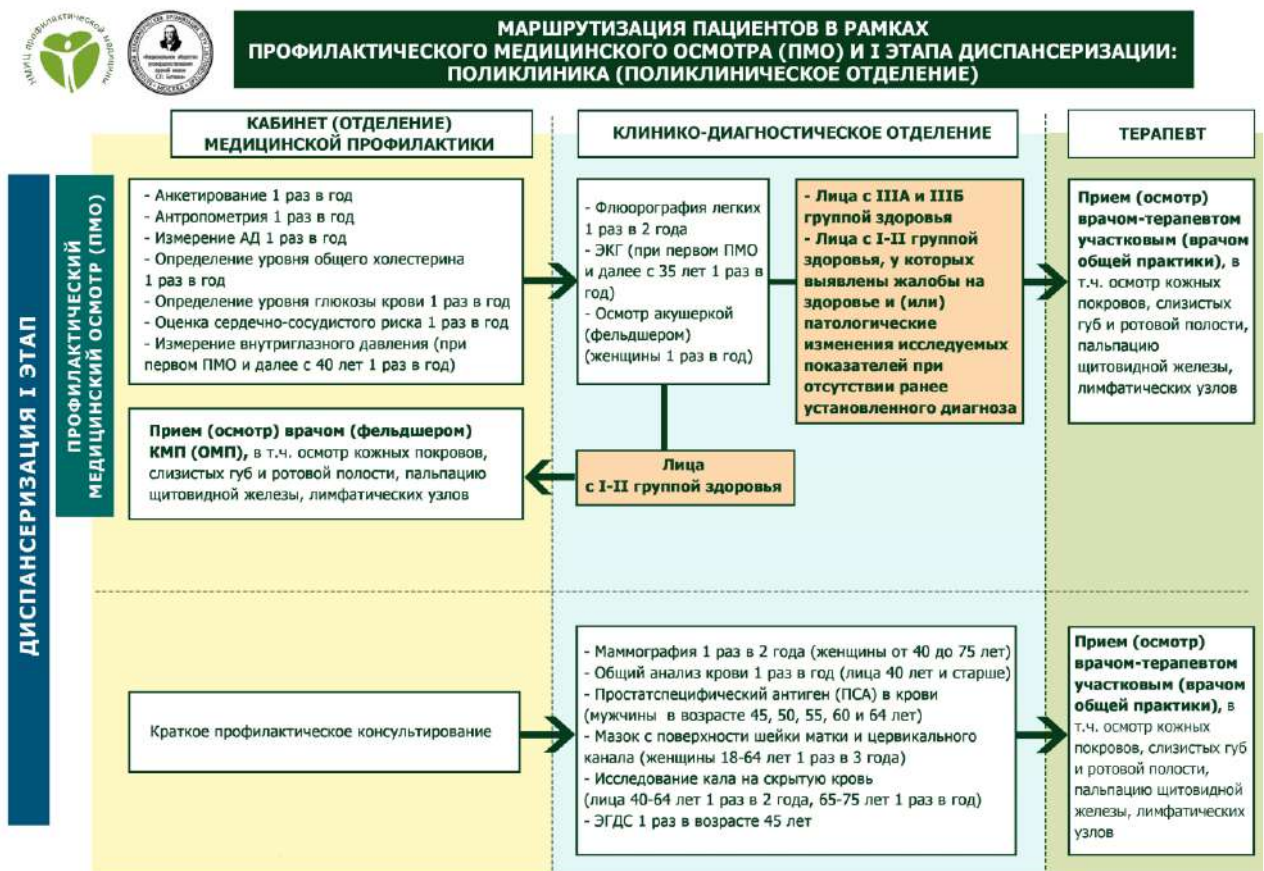 НМИЦ профилактической медицины
МАРШРУТИЗАЦИЯ ПАЦИЕНТОВ В РАМКАХ
ПРОФИЛАКТИЧЕСКОГО МЕДИЦИНСКОГО ОСМОТРА (ПМО) И I ЭТАПА ДИСПАНСЕРИЗАЦИИ:
ПОЛИКЛИНИКА (ПОЛИКЛИНИЧЕСКОЕ ОТДЕЛЕНИЕ)
КАБИНЕТ (ОТДЕЛЕНИЕ)
МЕДИЦИНСКОЙ ПРОФИЛАКТИКИ
КЛИНИКО-ДИАГНОСТИЧЕСКОЕ ОТДЕЛЕНИЕ
ТЕРАПЕВТ
ДИСПАНСЕРИЗАЦИЯ I ЭТАП
ПРОФИЛАКТИЧЕСКИЙ
МЕДИЦИНСКИЙ ОСМОТР (ПМО)
- Анкетирование 1 раз в год
- Антропометрия 1 раз в год
- Измерение АД 1 раз в год
- Определение уровня общего холестерина
1 раз в год
- Определение уровня глюкозы крови 1 раз в год
- Оценка сердечно-сосудистого риска 1 раз в год
- Измерение внутриглазного давления (при
первом ПМО и далее с 40 лет 1 раз в год)
- Флюорография легких
1 раз в 2 года
- ЭКГ (при первом ПМО
и далее с 35 лет 1 раз в
год)
- Осмотр акушеркой
(фельдшером)
(женщины 1 раз в год)
- Лица с IIIА и IIIБ
группой здоровья
- Лица с I-II группой
здоровья, у которых
выявлены жалобы на
здоровье и (или)
патологические
изменения исследуемых
показателей при
отсутствии ранее
установленного диагноза
Прием (осмотр)
врачом-терапевтом
участковым (врачом
общей практики), в
т.ч. осмотр кожных
покровов, слизистых
губ и ротовой полости,
пальпацию
щитовидной железы,
лимфатических узлов
Прием (осмотр) врачом (фельдшером)
КМП (ОМП), в т.ч. осмотр кожных покровов,
слизистых губ и ротовой полости, пальпацию
щитовидной железы, лимфатических узлов
Лица
с I-II группой здоровья
Краткое профилактическое консультирование
- Маммография 1 раз в 2 года (женщины от 40 до 75 лет)
- Общий анализ крови 1 раз в год (лица 40 лет и старше)
- Простатспецифический антиген (ПСА) в крови
(мужчины в возрасте 45, 50, 55, 60 и 64 лет)
- Мазок с поверхности шейки матки и цервикального
канала (женщины 18-64 лет 1 раз в 3 года)
- Исследование кала на скрытую кровь
(лица 40-64 лет 1 раз в 2 года, 65-75 лет 1 раз в год)
- ЭГДС 1 раз в возрасте 45 лет
Прием (осмотр)
врачом-терапевтом
участковым (врачом
общей практики), в
т.ч. осмотр кожных
покровов, слизистых губ
и ротовой полости,
пальпацию щитовидной
железы, лимфатических
узлов